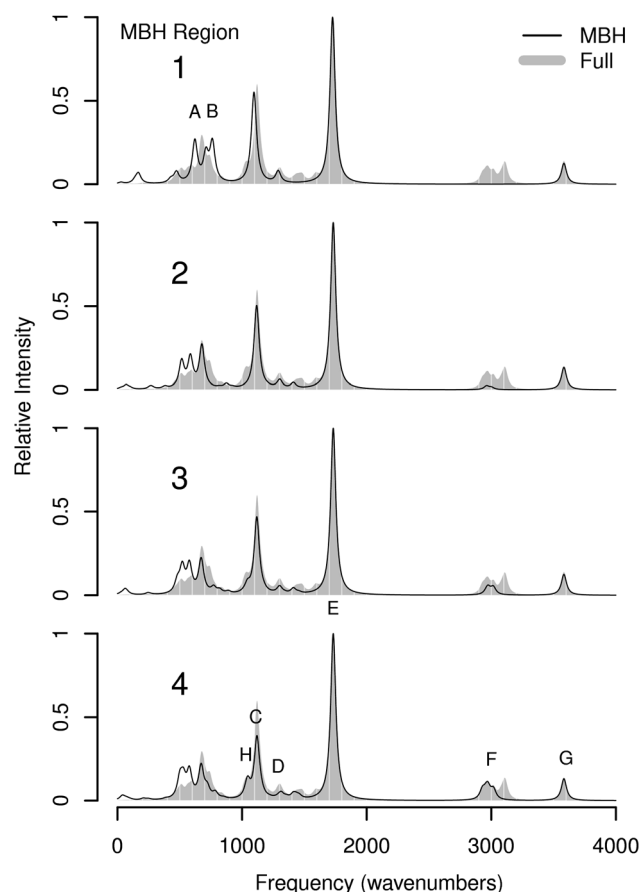 MBH Region
MBH
Full
1
A B
0 0.5 1
2
0 0.5 1
3
0 0.5 1
E
4
C
H
D
F
G
0 0.5 1
Relative Intensity
0 1000 2000 3000 4000
Frequency (wavenumbers)